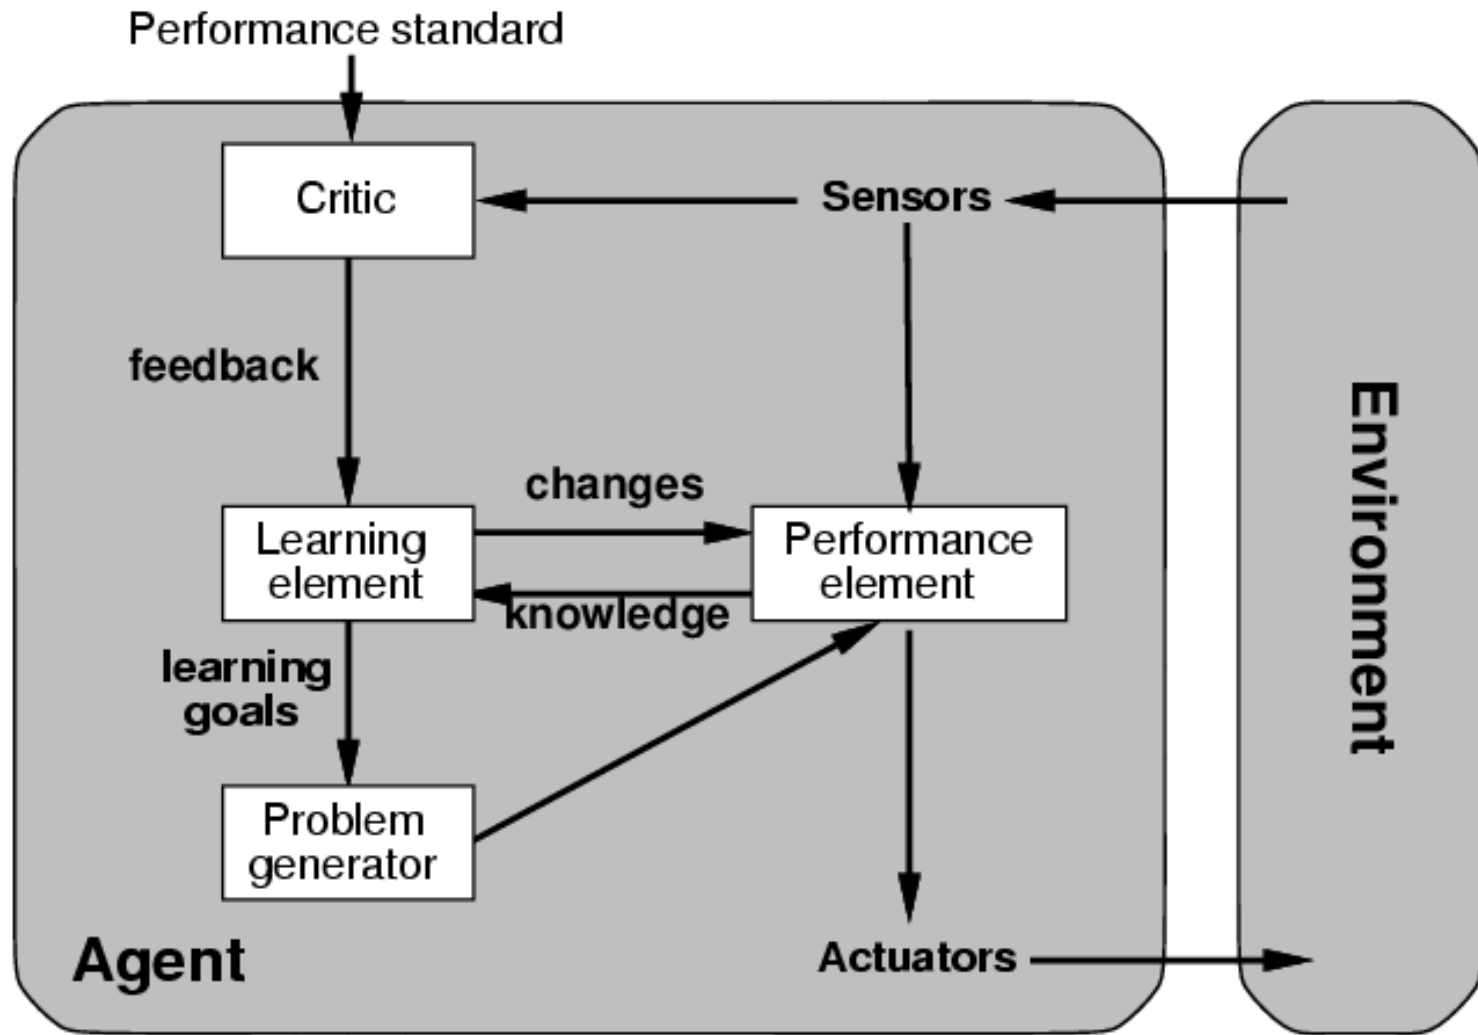 Performance standard
Critic
Sensors
feedback
changes
Learning
element
Performance
element
knowledge
learning
goals
Problem
generator
Agent
Actuators
Environment